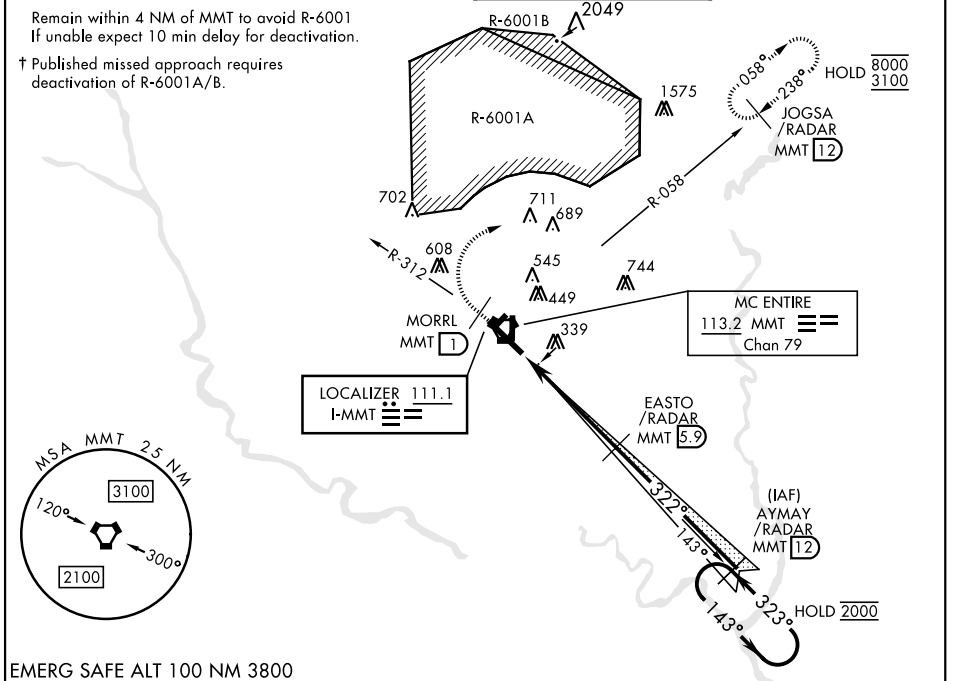 Remain within 4 NM of MMT to avoid R-6001
If unable expect 10 min delay for deactivation.
† Published missed approach requires
deactivation of R-6001A/B.
R-6001B
2049
R-6001A
1575
058°
238°
HOLD 8000
3100
JOGSA
/RADAR
MMT 12
R-058
702
711
689
R-312
608
545
449
744
MORRL
MMT 1
339
MC ENTIRE
113.2 MMT
Chan 79
LOCALIZER 111.1
I-MMT
EASTO
/RADAR
MMT 5.9
MSA MMT 25 NM
3100
120°
300°
2100
322°
143°
(IAF)
AYMAY
/RADAR
MMT 12
143°
323°
HOLD 2000
EMERG SAFE ALT 100 NM 3800